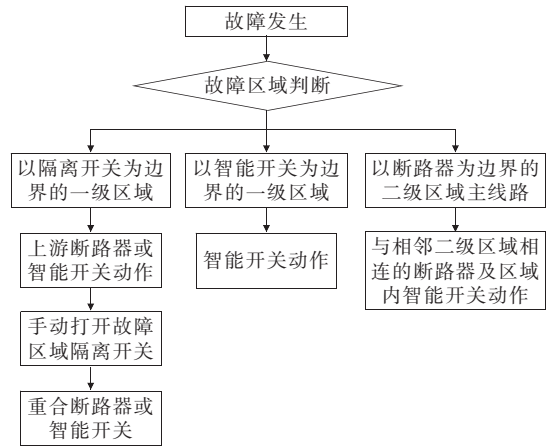 故障发生
故障区域判断
以隔离开关为边
界的一级区域
以智能开关为边
界的一级区域
以断路器为边界的
二级区域主线路
上游断路器或
智能开关动作
智能开关动作
与相邻二级区域相
连的断路器及区域
内智能开关动作
手动打开故障
区域隔离开关
重合断路器或
智能开关